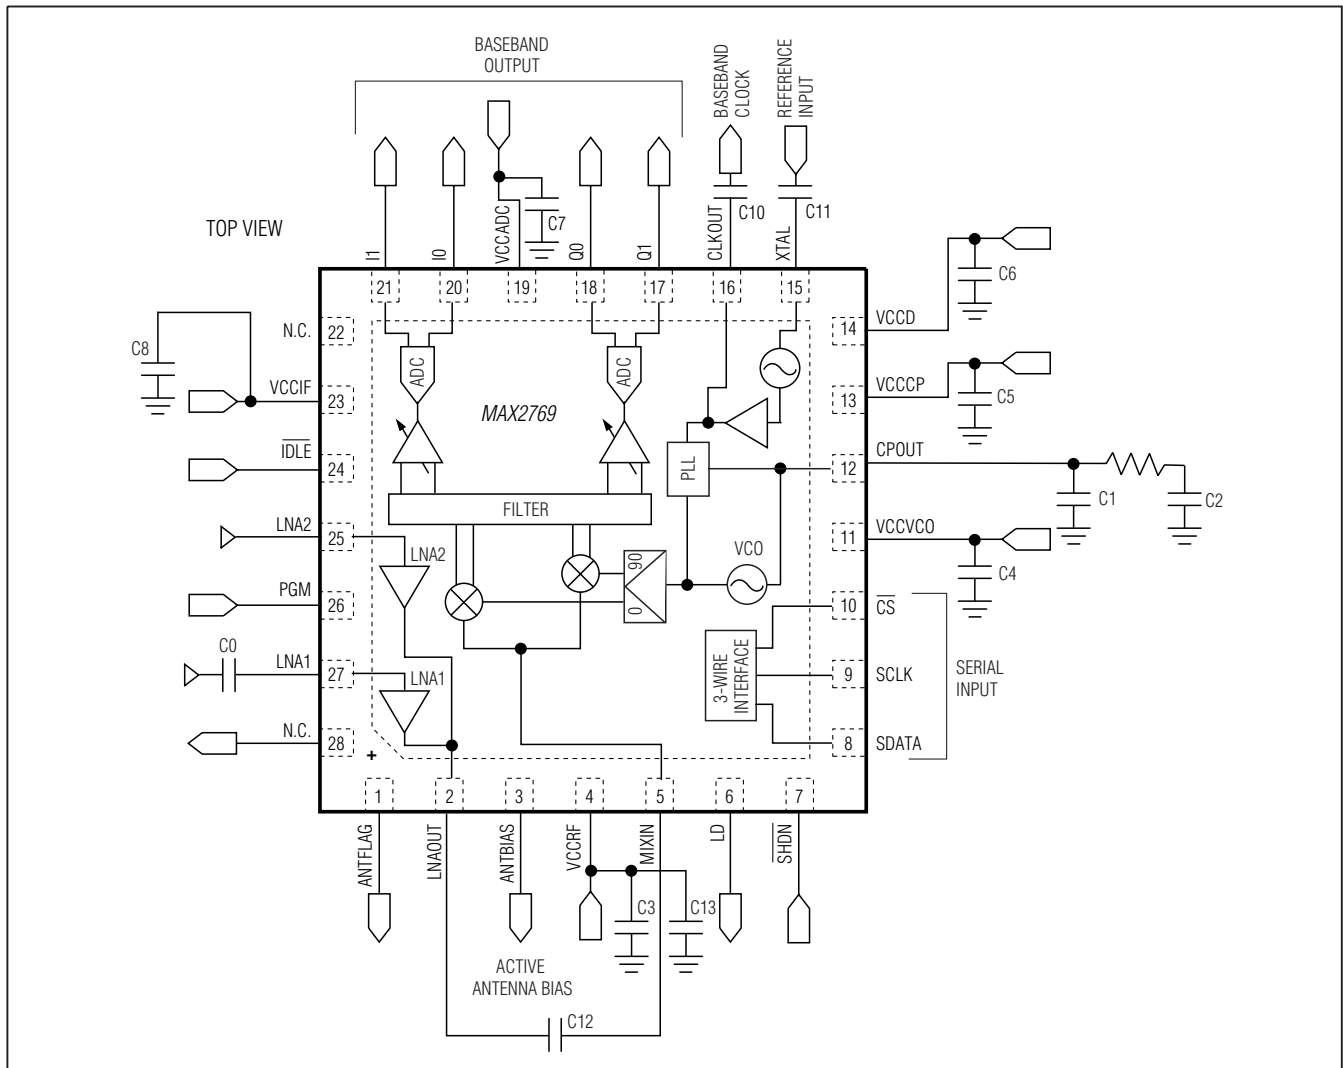 BASEBAND
OUTPUT
BASEBAND
CLOCK
REFERENCE
INPUT
TOP VIEW
I1
I0
VCCADC
C7
Q0
Q1
CLKOUT
C10
XTAL
C11
21
20
19
18
17
16
15
C6
N.C.
22
14
VCCD
C8
ADC
ADC
VCCIF
23
MAX2769
13
VCCCP
C5
IDLE
24
PLL
12
CPOUT
C1
C2
FILTER
LNA2
25
LNA2
90
0
VCO
11
VCCVCO
C4
PGM
26
10
CS
C0
LNA1
27
LNA1
3-WIRE
INTERFACE
9
SCLK
SERIAL
INPUT
N.C.
28
+
8
SDATA
1
2
3
4
5
6
7
ANTFLAG
LNAOUT
ANTBIAS
VCCRF
MIXIN
LD
SHDN
C3
C13
ACTIVE
ANTENNA BIAS
C12